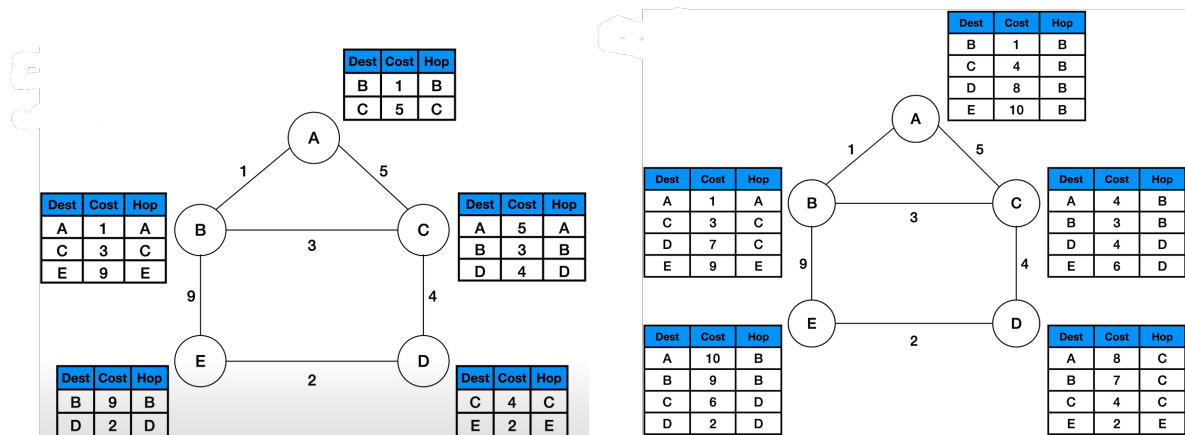 Dest Cost Hop
B 1 B
C 5 C
A
1
5
Dest Cost Hop
A 1 A
C 3 C
E 9 E
B
3
C
Dest Cost Hop
A 5 A
B 3 B
D 4 D
9
4
E
2
D
Dest Cost Hop
B 9 B
D 2 D
Dest Cost Hop
C 4 C
E 2 E
Dest Cost Hop
B 1 B
C 4 B
D 8 B
E 10 B
A
1
5
Dest Cost Hop
A 1 A
C 3 C
D 7 C
E 9 E
B
3
C
Dest Cost Hop
A 4 B
B 3 B
D 4 D
E 6 D
9
4
E
2
D
Dest Cost Hop
A 10 B
B 9 B
C 6 D
D 2 D
Dest Cost Hop
A 8 C
B 7 C
C 4 C
E 2 E